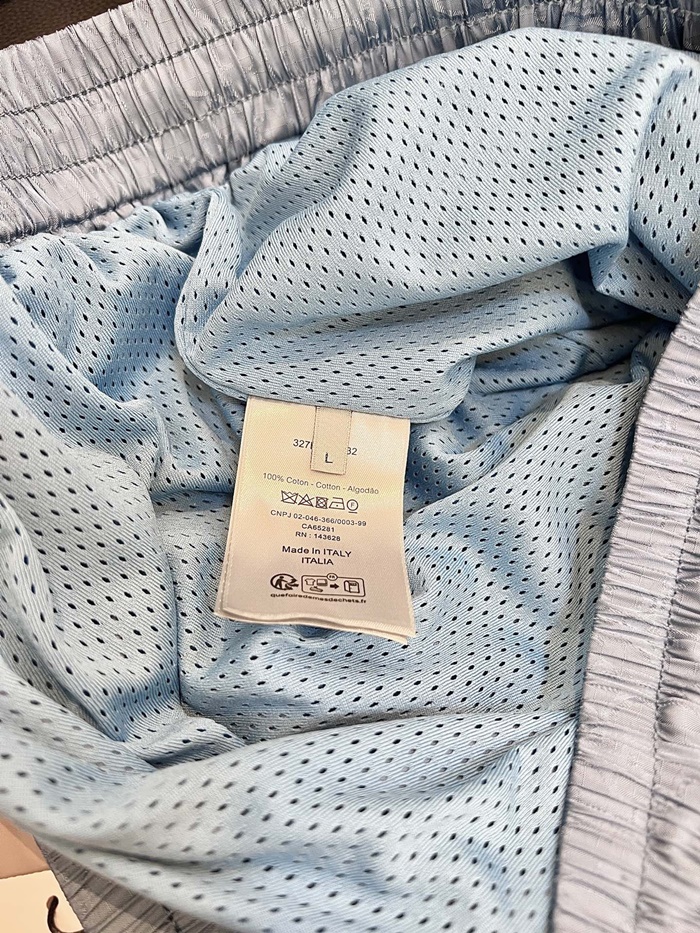 L
100% Coton - Cotton - Algodão
CNPJ 02-046-366/0003-99
CA65281
RN : 143628
Made in ITALY
ITALIA
FR
quefairedemesdechets.fr